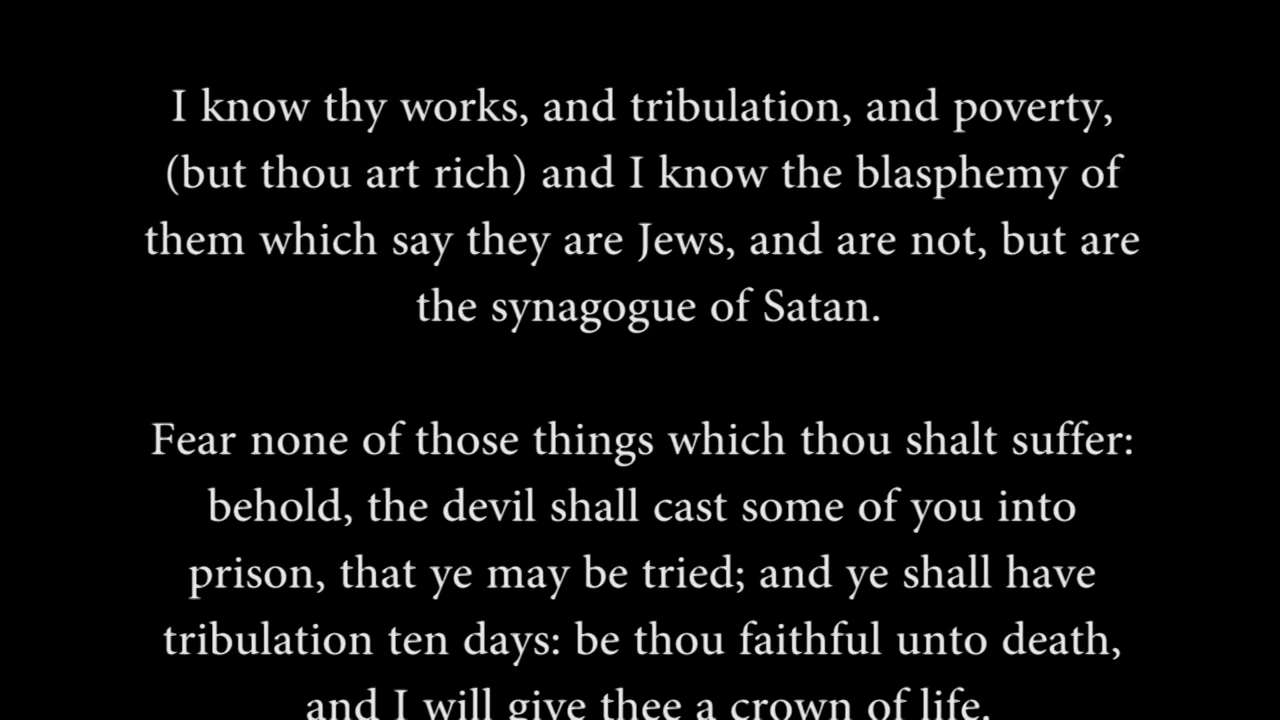 I know thy works, and tribulation, and poverty,
(but thou art rich) and I know the blasphemy of
them which say they are Jews, and are not, but are
the synagogue of Satan.
Fear none of those things which thou shalt suffer:
behold, the devil shall cast some of you into
prison, that ye may be tried; and ye shall have
tribulation ten days: be thou faithful unto death,
and I will give thee a crown of life.